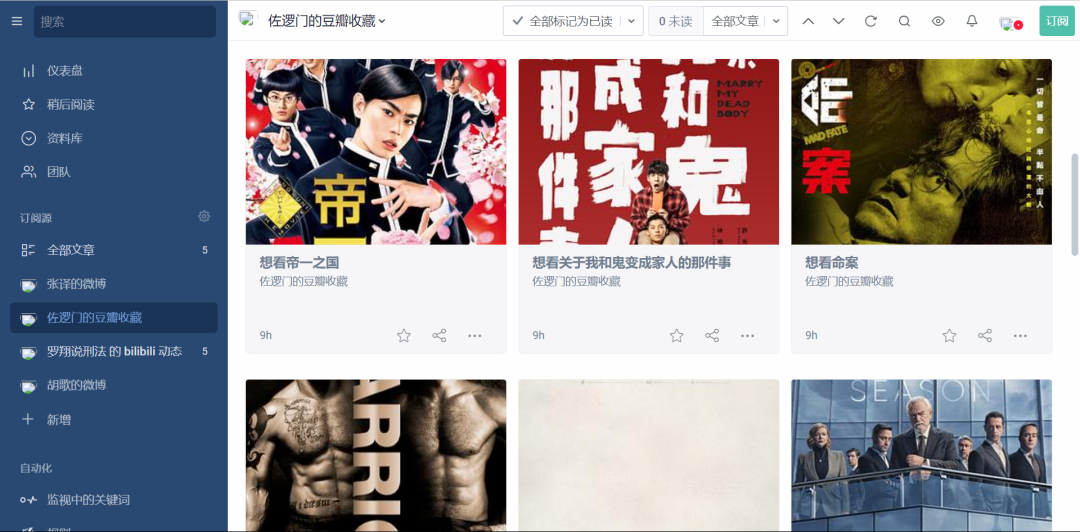 搜索
仪表盘
稍后阅读
资料库
团队
订阅源
全部文章 5
张译的微博
佐逻门的豆瓣收藏
罗翔说刑法 的 bilibili 动态 5
胡歌的微博
新增
自动化
监视中的关键词
佐逻门的豆瓣收藏
全部标记为已读
0 未读
全部文章
订阅
帝一
想看帝一之国
佐逻门的豆瓣收藏
9h
成和
那件
家鬼
MARRY
MY
DEAD
BODY
想看关于我和鬼变成家人的那件事
佐逻门的豆瓣收藏
9h
命案
MAD FATE
一切皆是命 半點不由人
想看命案
佐逻门的豆瓣收藏
9h
ARRIO
SEASON